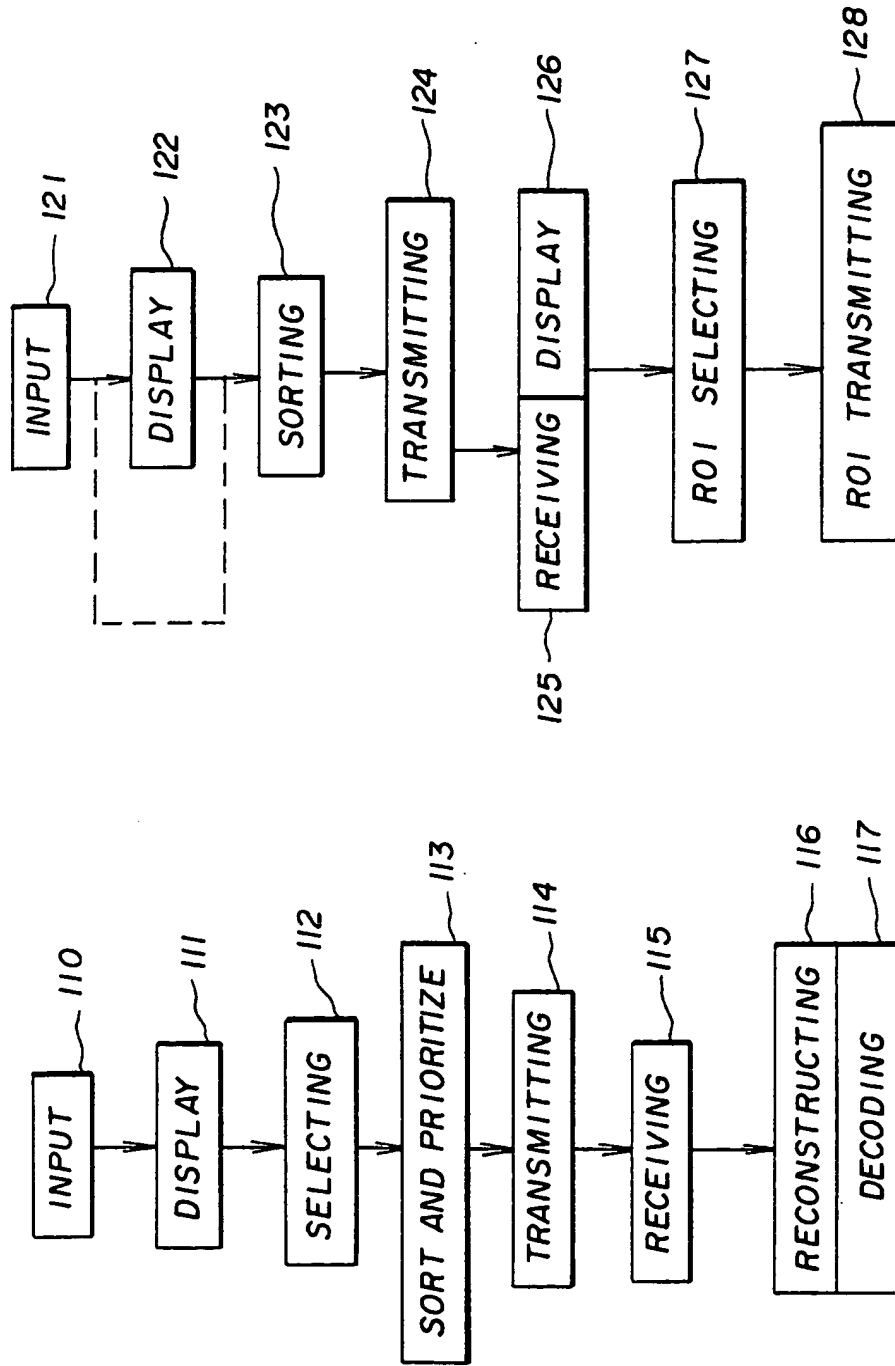 INPUT
110
DISPLAY
111
SELECTING
112
SORT AND PRIORITIZE
113
TRANSMITTING
114
RECEIVING
115
RECONSTRUCTING
116
DECODING
117
INPUT
121
DISPLAY
122
SORTING
123
TRANSMITTING
124
RECEIVING
125
DISPLAY
126
ROI SELECTING
127
ROI TRANSMITTING
128